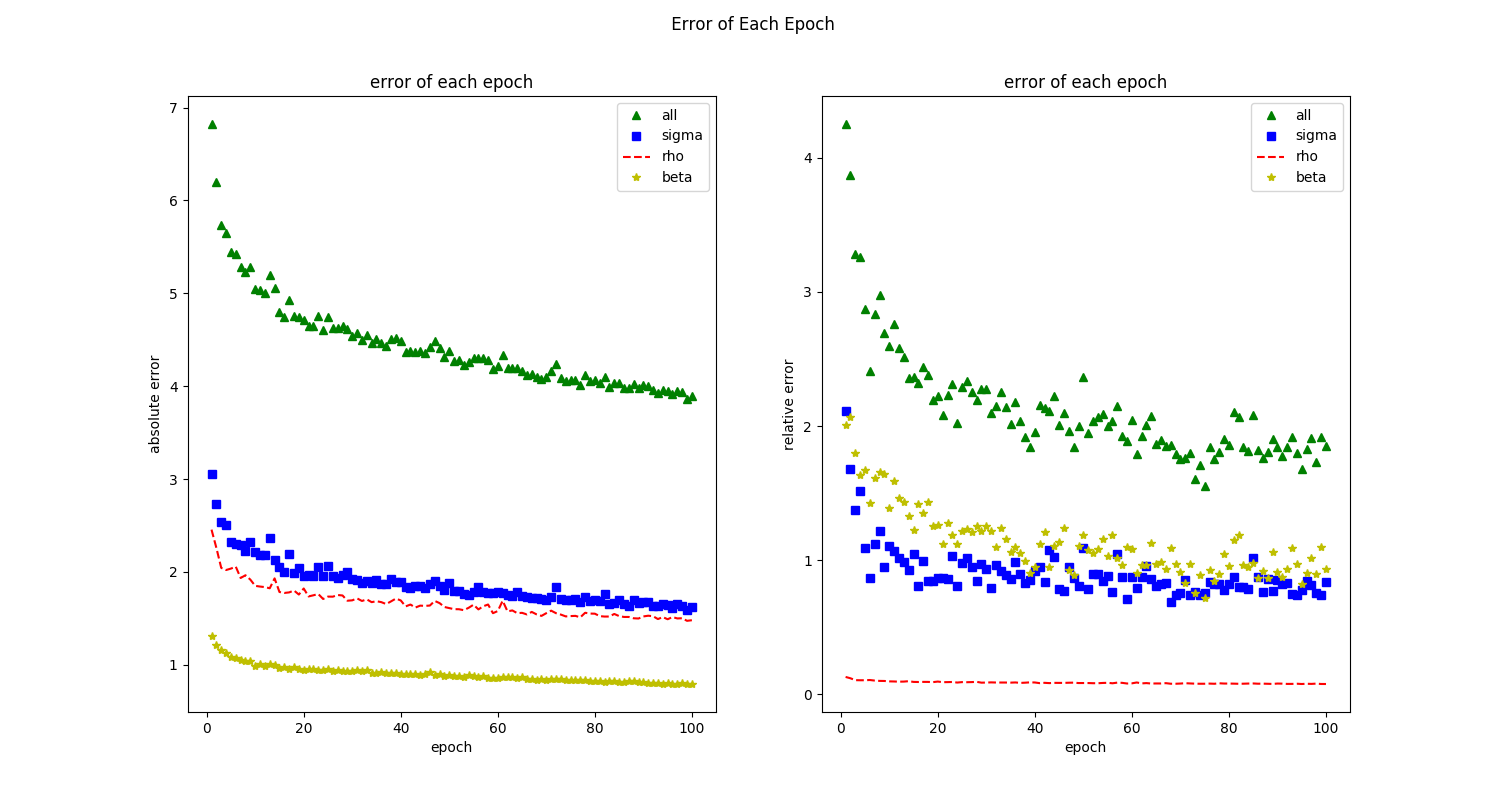 Error of Each Epoch
error of each epoch
7
6
5
4
3
2
1
0
20
40
60
80
100
absolute error
epoch
all
sigma
rho
beta
error of each epoch
4
3
2
1
0
0
20
40
60
80
100
relative error
epoch
all
sigma
rho
beta